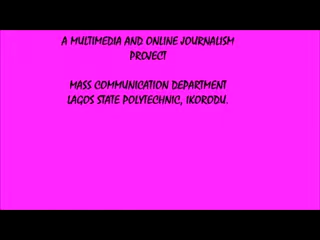 A MULTIMEDIA AND ONLINE JOURNALISM
PROJECT
MASS COMMUNICATION DEPARTMENT
LAGOS STATE POLYTECHNIC, IKORODU.